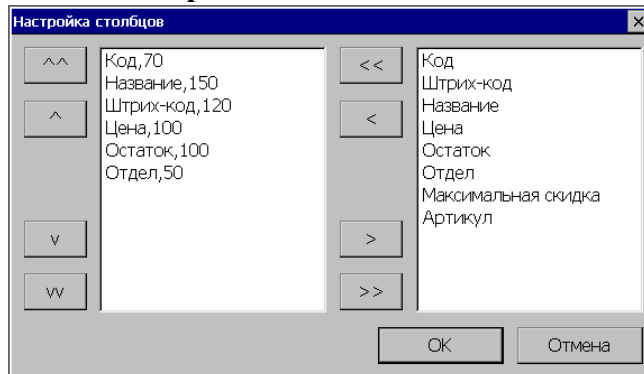 Настройка столбцов
^^
^
v
vv
Код,70
Название,150
Штрих-код,120
Цена,100
Остаток,100
Отдел,50
<<
<
>
>>
Код
Штрих-код
Название
Цена
Остаток
Отдел
Максимальная скидка
Артикул
OK
Отмена